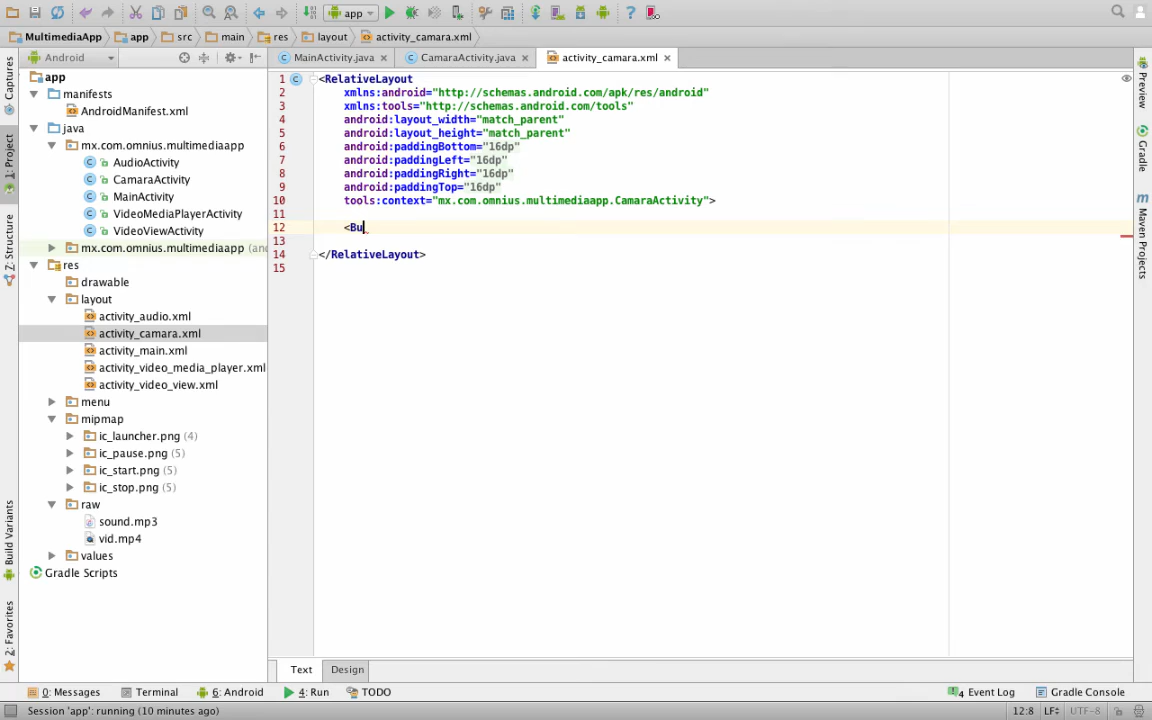 app
MultimediaApp app src main res layout activity_camara.xml
Android
MainActivity.java CamaraActivity.java activity_camara.xml
app
manifests
AndroidManifest.xml
java
mx.com.omnius.multimediaapp
AudioActivity
CamaraActivity
MainActivity
VideoMediaPlayerActivity
VideoViewActivity
mx.com.omnius.multimediaapp (an
res
drawable
layout
activity_audio.xml
activity_camara.xml
activity_main.xml
activity_video_media_player.xml
activity_video_view.xml
menu
mipmap
ic_launcher.png (4)
ic_pause.png (5)
ic_start.png (5)
ic_stop.png (5)
raw
sound.mp3
vid.mp4
values
Gradle Scripts
1 <RelativeLayout
2 xmlns:android="http://schemas.android.com/apk/res/android"
3 xmlns:tools="http://schemas.android.com/tools"
4 android:layout_width="match_parent"
5 android:layout_height="match_parent"
6 android:paddingBottom="16dp"
7 android:paddingLeft="16dp"
8 android:paddingRight="16dp"
9 android:paddingTop="16dp"
10 tools:context="mx.com.omnius.multimediaapp.CamaraActivity">
11
12 <Bu
13
14 </RelativeLayout>
15
Captures
1: Project
Z: Structure
Build Variants
2: Favorites
Preview
Gradle
Maven Projects
Text Design
0: Messages Terminal 6: Android 4: Run TODO Event Log Gradle Console
Session 'app': running (10 minutes ago) 12:8 LF÷ UTF-8÷